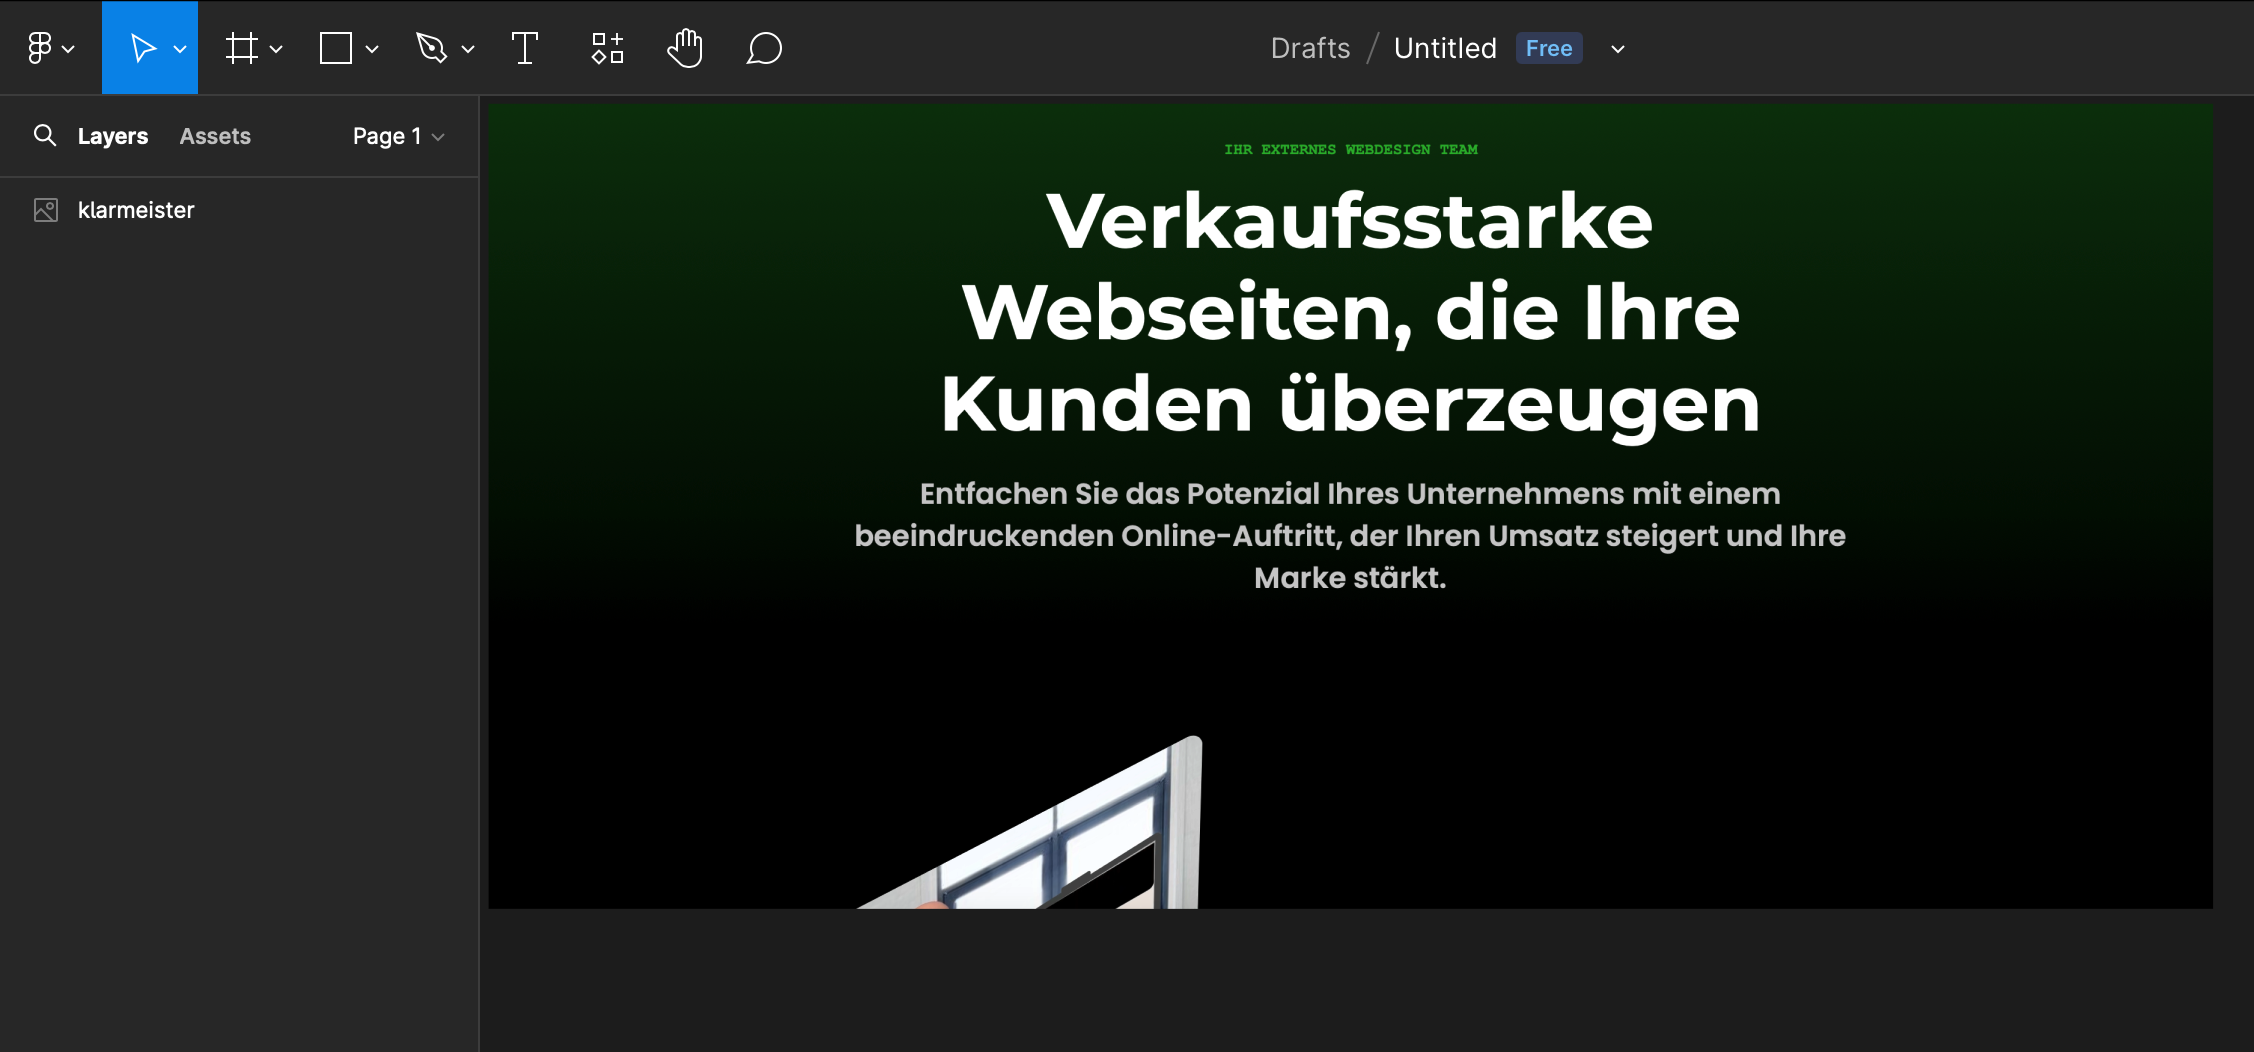 Drafts / Untitled Free
Layers Assets Page 1
klarmeister
IHR EXTERNES WEBDESIGN TEAM
Verkaufsstarke
Webseiten, die Ihre
Kunden überzeugen
Entfachen Sie das Potenzial Ihres Unternehmens mit einem
beeindruckenden Online-Auftritt, der Ihren Umsatz steigert und Ihre
Marke stärkt.